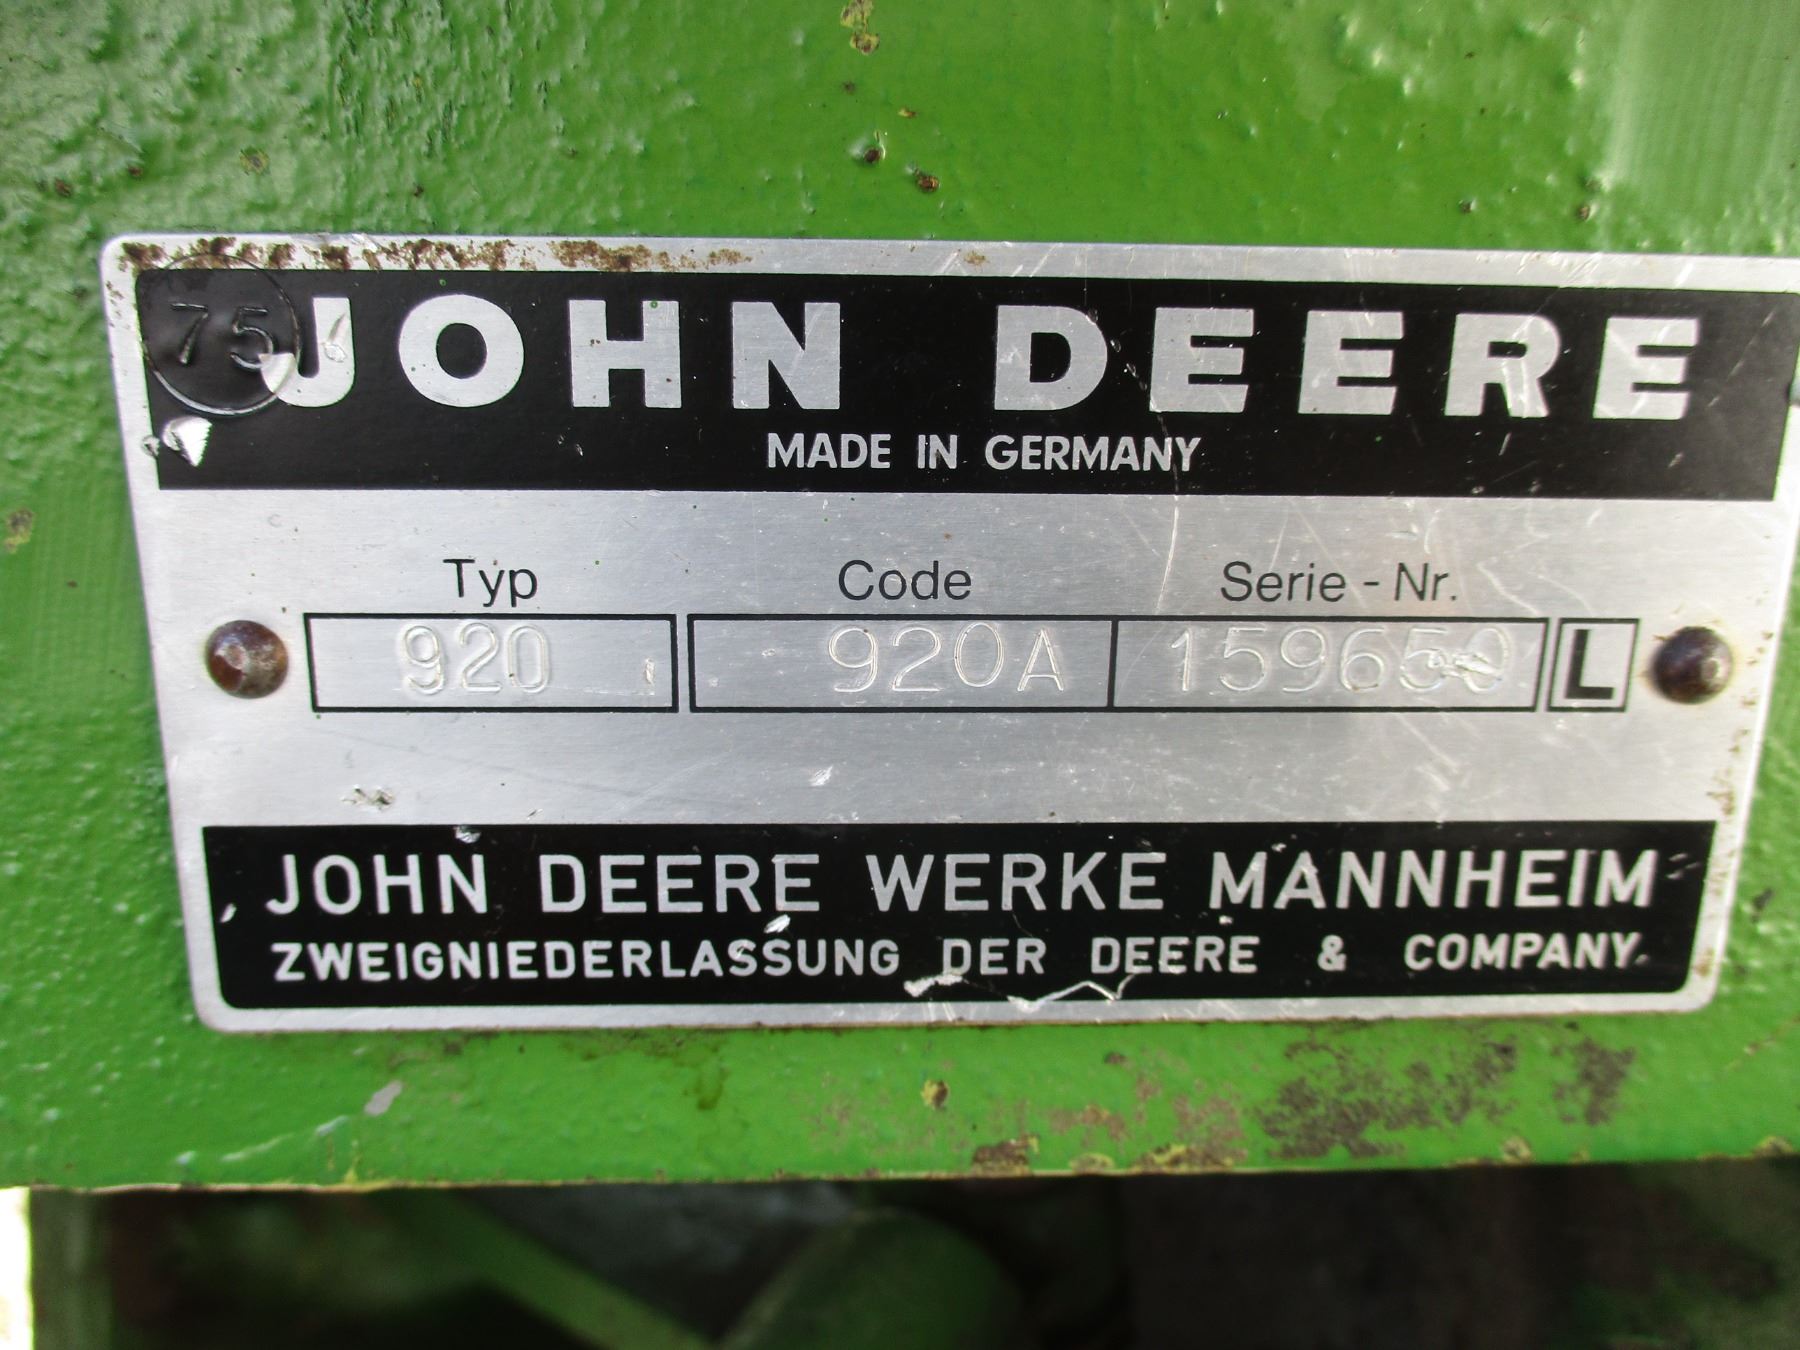 75
JOHN DEERE
MADE IN GERMANY
Typ Code Serie - Nr.
920 920A L
JOHN DEERE WERKE MANNHEIM
ZWEIGNIEDERLASSUNG DER DEERE & COMPANY.